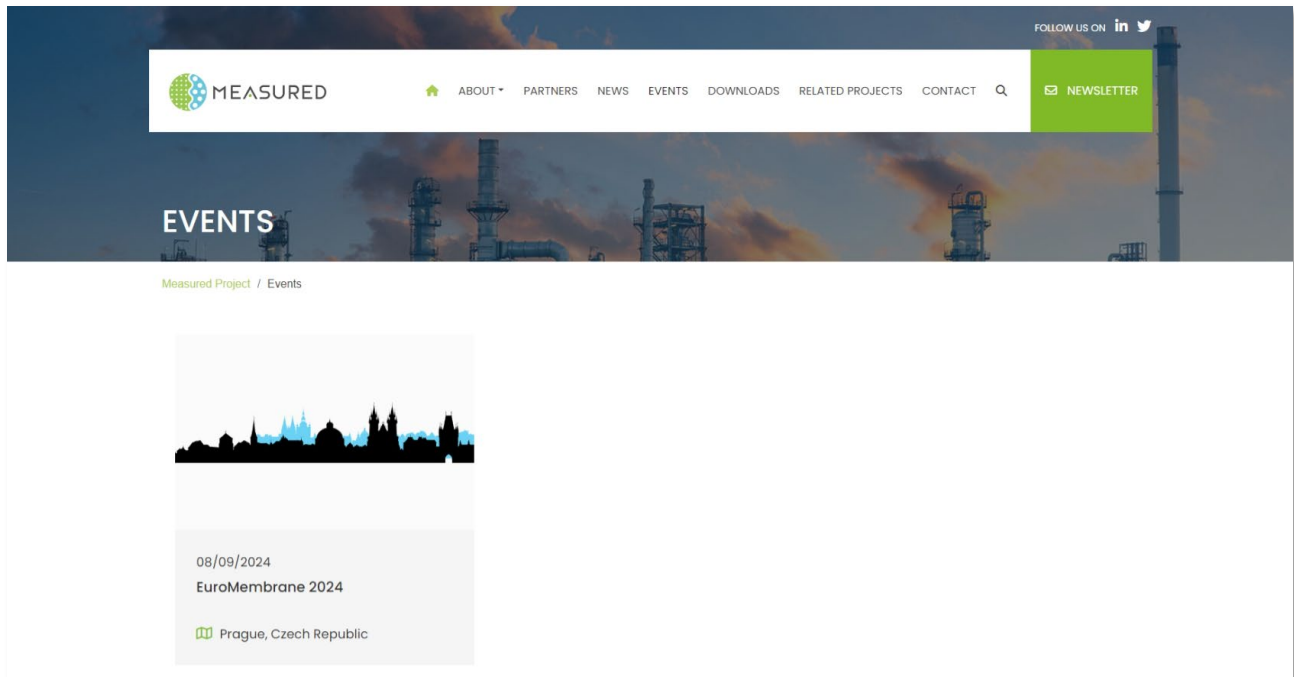 FOLLOW US ON
MEASURED
ABOUT PARTNERS NEWS EVENTS DOWNLOADS RELATED PROJECTS CONTACT NEWSLETTER
EVENTS
Measured Project / Events
08/09/2024
EuroMembrane 2024
Prague, Czech Republic